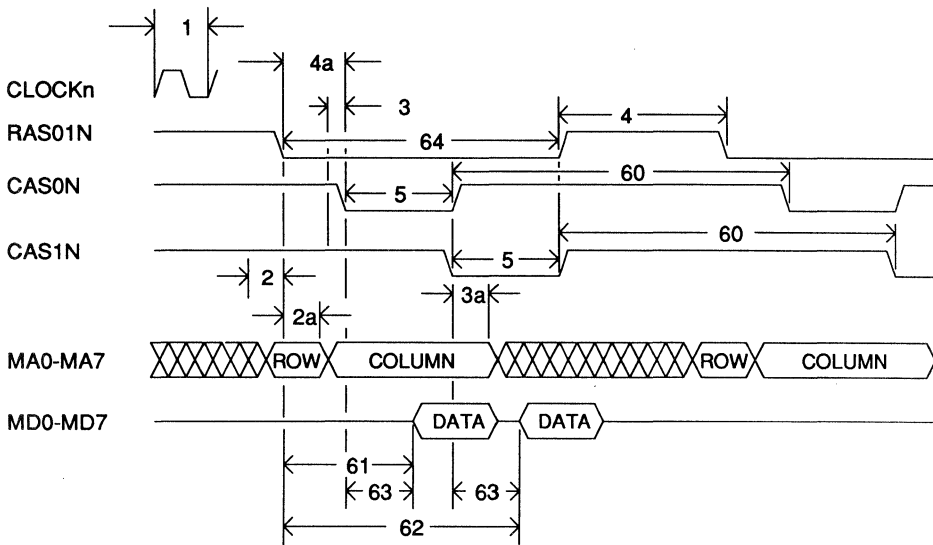 1
4a
CLOCKn
3
RAS01N
4
64
60
CAS0N
5
60
CAS1N
5
2
3a
2a
MA0-MA7
ROW
COLUMN
ROW
COLUMN
MD0-MD7
DATA
DATA
61
63
63
62